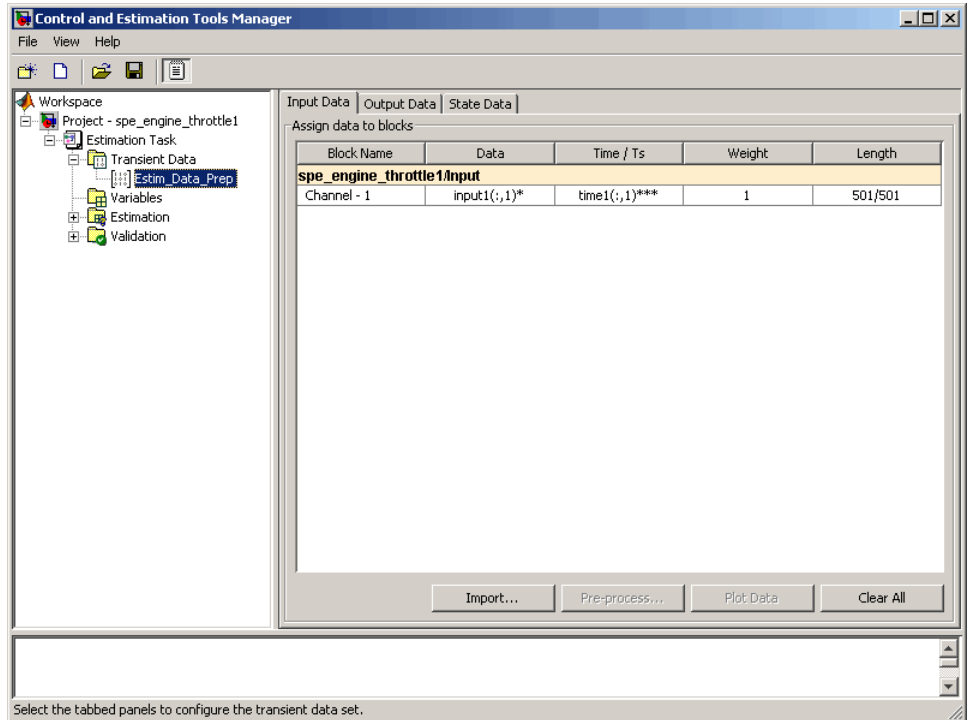 Control and Estimation Tools Manager
File View Help
Workspace
Project - spe_engine_throttle1
Estimation Task
Transient Data
Estim_Data_Prep
Variables
Estimation
Validation
Input Data Output Data State Data
Assign data to blocks
Block Name Data Time / Ts Weight Length
spe_engine_throttle1/Input
Channel - 1 input1(:,1)* time1(:,1)*** 1 501/501
Import... Pre-process... Plot Data Clear All
Select the tabbed panels to configure the transient data set.